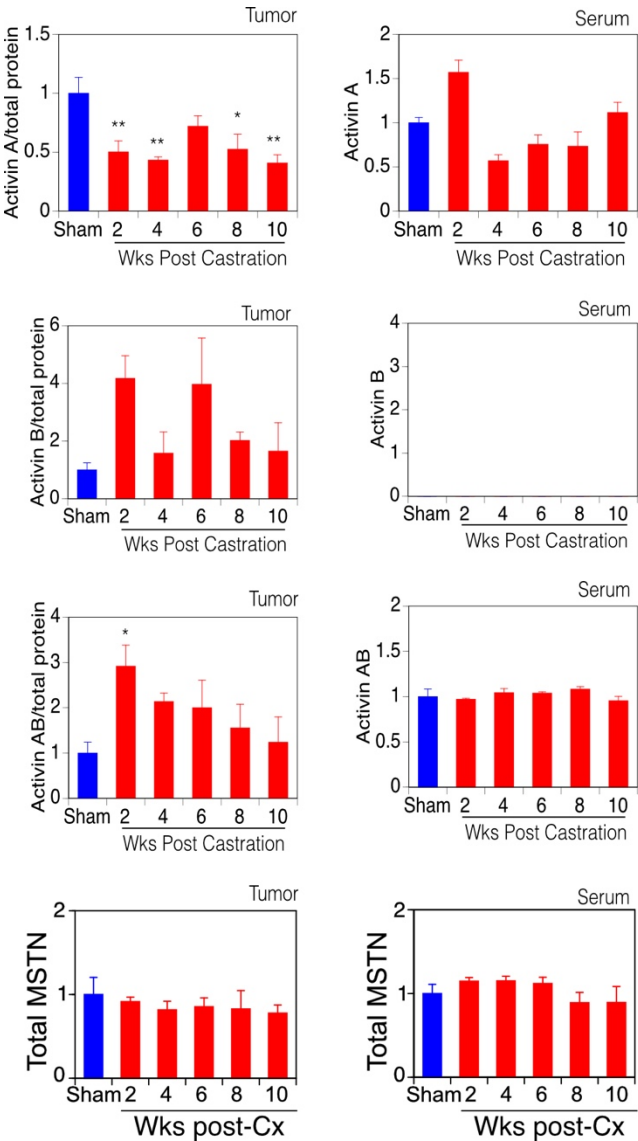 Tumor
Activin A/total protein
1.5
1
0.5
0
** ** * **
Sham 2 4 6 8 10
Wks Post Castration
Serum
Activin A
2
1.5
1
0.5
0
Sham 2 4 6 8 10
Wks Post Castration
Tumor
Activin B/total protein
6
4
2
0
Sham 2 4 6 8 10
Wks Post Castration
Serum
Activin B
4
3
2
1
0
Sham 2 4 6 8 10
Wks Post Castration
Tumor
Activin AB/total protein
4
3
2
1
0
*
Sham 2 4 6 8 10
Wks Post Castration
Serum
Activin AB
2
1.5
1
0.5
0
Sham 2 4 6 8 10
Wks Post Castration
Tumor
Total MSTN
2
1
0
Sham 2 4 6 8 10
Wks post-Cx
Serum
Total MSTN
2
1
0
Sham 2 4 6 8 10
Wks post-Cx